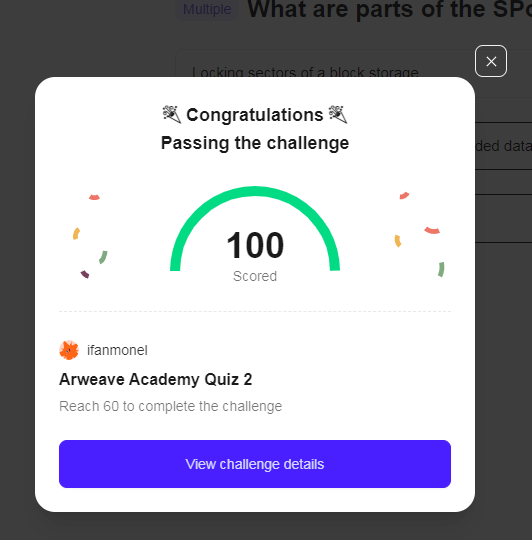 Multiple What are parts of the SPo
Locking sectors of a block storage
ded data
Congratulations
Passing the challenge
100
Scored
ifanmonel
Arweave Academy Quiz 2
Reach 60 to complete the challenge
View challenge details